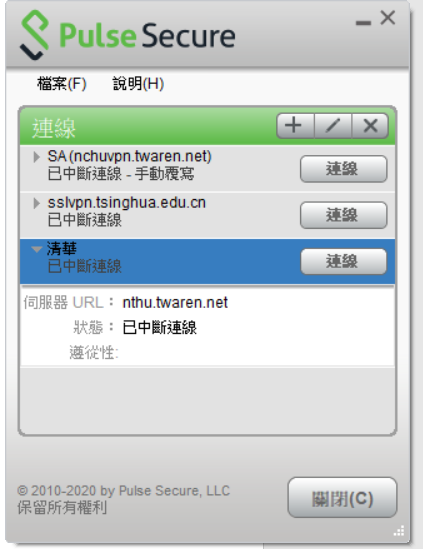 Pulse Secure
檔案(F) 說明(H)
連線
SA (nchuvpn.twaren.net)
已中斷連線 - 手動覆寫
連線
sslvpn.tsinghua.edu.cn
已中斷連線
連線
清華
已中斷連線
連線
伺服器 URL： nthu.twaren.net
狀態： 已中斷連線
遵從性:
© 2010-2020 by Pulse Secure, LLC
保留所有權利
關閉(C)